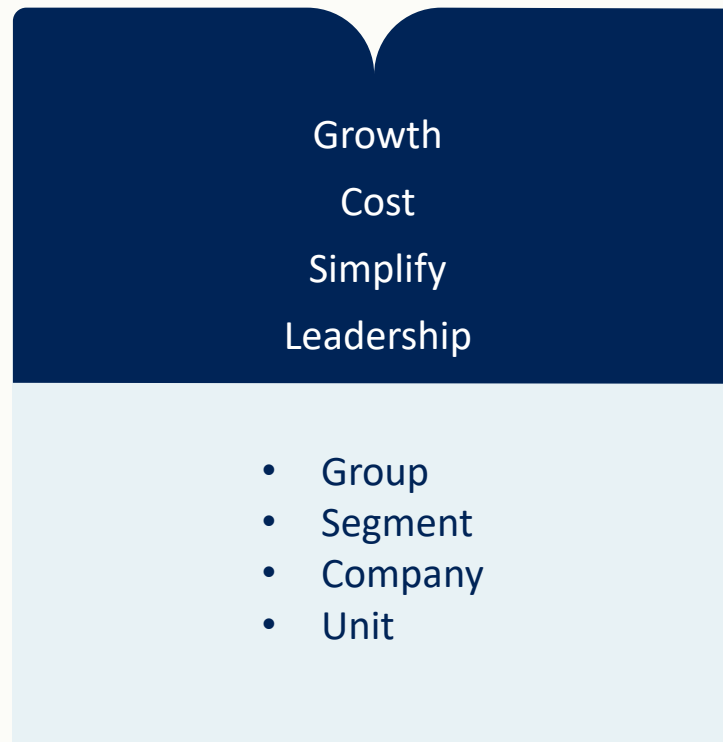 Growth
Cost
Simplify
Leadership
• Group
• Segment
• Company
• Unit